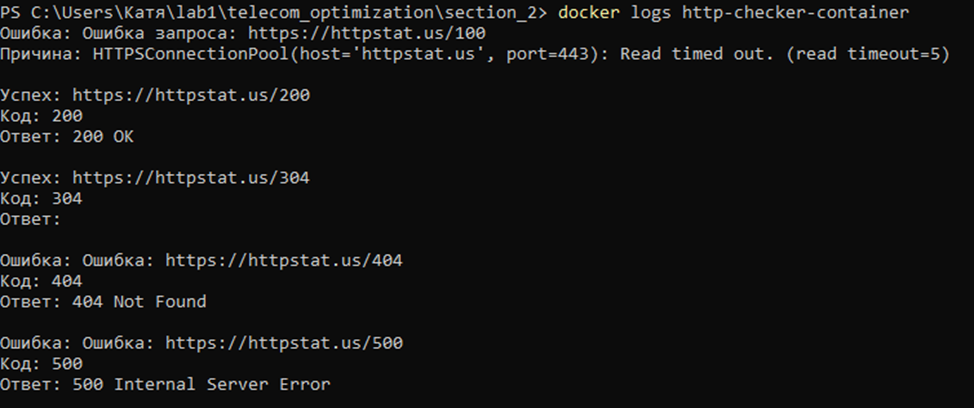 PS C:\Users\Катя\lab1\telecom_optimization\section_2> docker logs http-checker-container
Ошибка: Ошибка запроса: https://httpstat.us/100
Причина: HTTPSConnectionPool(host='httpstat.us', port=443): Read timed out. (read timeout=5)
Успех: https://httpstat.us/200
Код: 200
Ответ: 200 OK
Успех: https://httpstat.us/304
Код: 304
Ответ:
Ошибка: Ошибка: https://httpstat.us/404
Код: 404
Ответ: 404 Not Found
Ошибка: Ошибка: https://httpstat.us/500
Код: 500
Ответ: 500 Internal Server Error